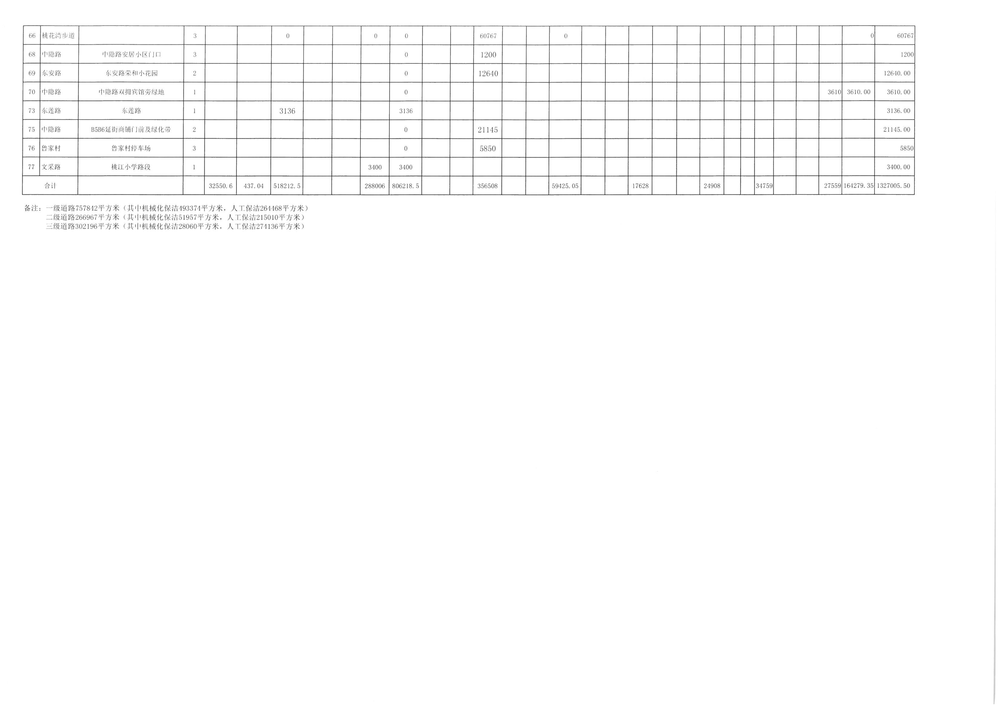 66 桃花湾步道 3 0 0 0 60767 0 0 60767
68 中隐路 中隐路安居小区门口 3 0 1200 1200
69 东安路 东安路荣和小花园 2 0 12640 12640.00
70 中隐路 中隐路双拥宾馆旁绿地 1 0 3610 3610.00 3610.00
73 东莲路 东莲路 1 3136 3136 3136.00
75 中隐路 B5B6延街商铺门前及绿化带 2 0 21145 21145.00
76 鲁家村 鲁家村停车场 3 0 5850 5850
77 文采路 桃江小学路段 1 3400 3400 3400.00
合计 32550.6 437.04 518212.5 288006 806218.5 356508 59425.05 17628 24908 34759 27559 164279.35 1327005.50
备注：一级道路757842平方米（其中机械化保洁493374平方米，人工保洁264468平方米）
二级道路266967平方米（其中机械化保洁51957平方米，人工保洁215010平方米）
三级道路302196平方米（其中机械化保洁28060平方米，人工保洁274136平方米）